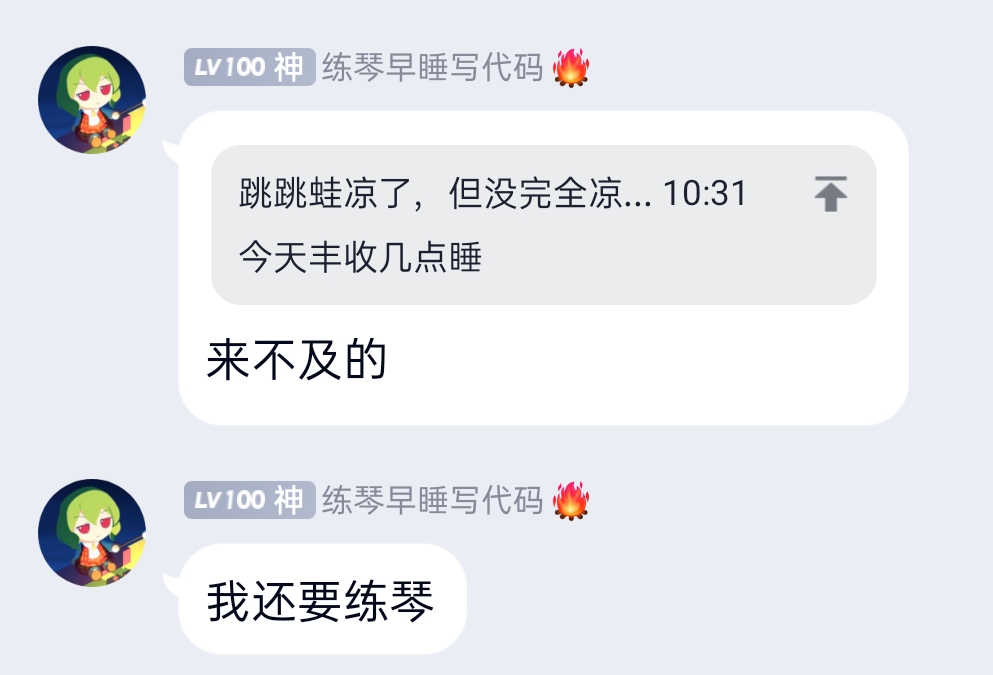 LV100 神 练琴早睡写代码🔥
跳跳蛙凉了，但没完全凉... 10:31
今天丰收几点睡
来不及的
LV100 神 练琴早睡写代码🔥
我还要练琴